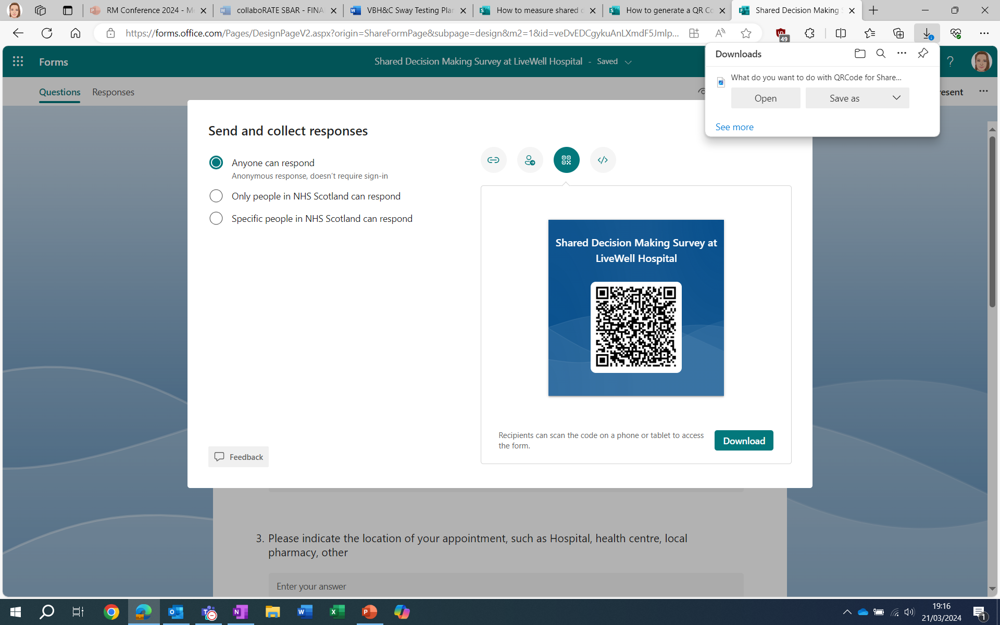 RM Conference 2024 - M
collaboRATE SBAR - FINA
VBH&C Sway Testing Plan
How to measure shared d
How to generate a QR Co
Shared Decision Making S
https://forms.office.com/Pages/DesignPageV2.aspx?origin=ShareFormPage&subpage=design&m2=1&id=veDvEDCgykuAnLXmdF5JmIp...
49
Forms
Shared Decision Making Survey at LiveWell Hospital - Saved
Downloads
What do you want to do with QRCode for Share...
Open
Save as
See more
Questions
Responses
resent
Send and collect responses
Anyone can respond
Anonymous response, doesn't require sign-in
Only people in NHS Scotland can respond
Specific people in NHS Scotland can respond
Shared Decision Making Survey at
LiveWell Hospital
Recipients can scan the code on a phone or tablet to access
the form.
Download
Feedback
3. Please indicate the location of your appointment, such as Hospital, health centre, local
pharmacy, other
Enter your answer
19:16
21/03/2024
1